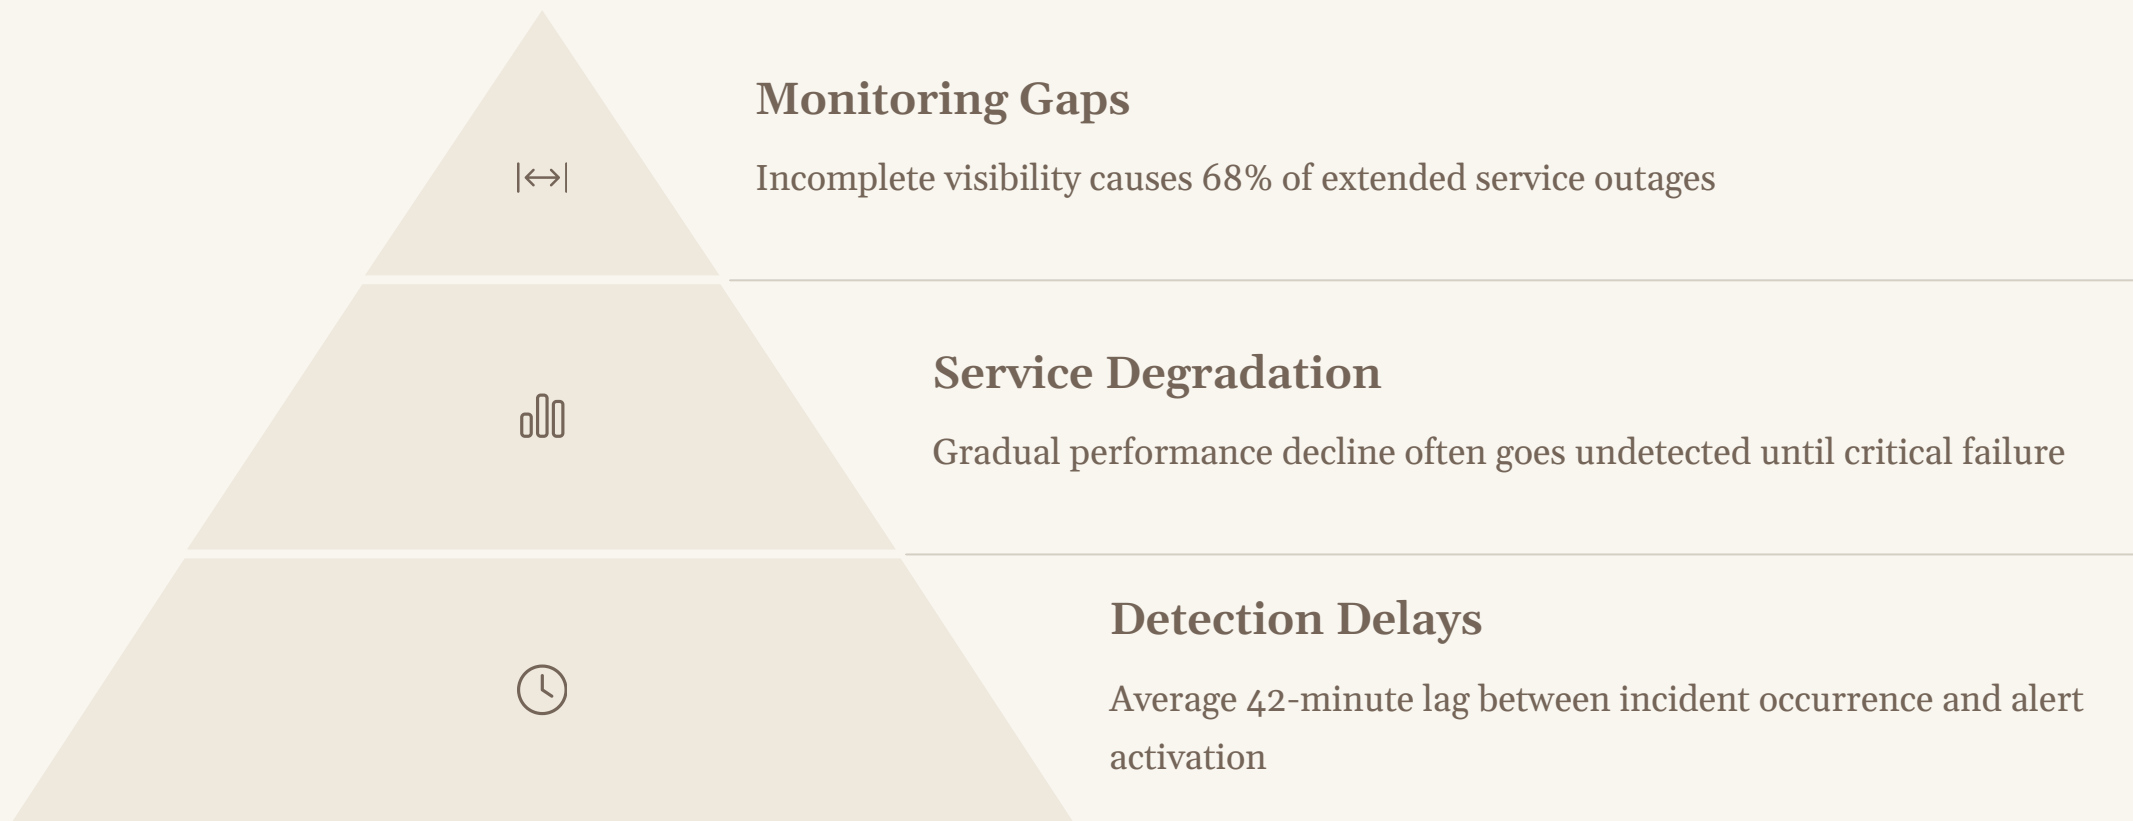 Monitoring Gaps
Incomplete visibility causes 68% of extended service outages
Service Degradation
Gradual performance decline often goes undetected until critical failure
Detection Delays
Average 42-minute lag between incident occurrence and alert
activation